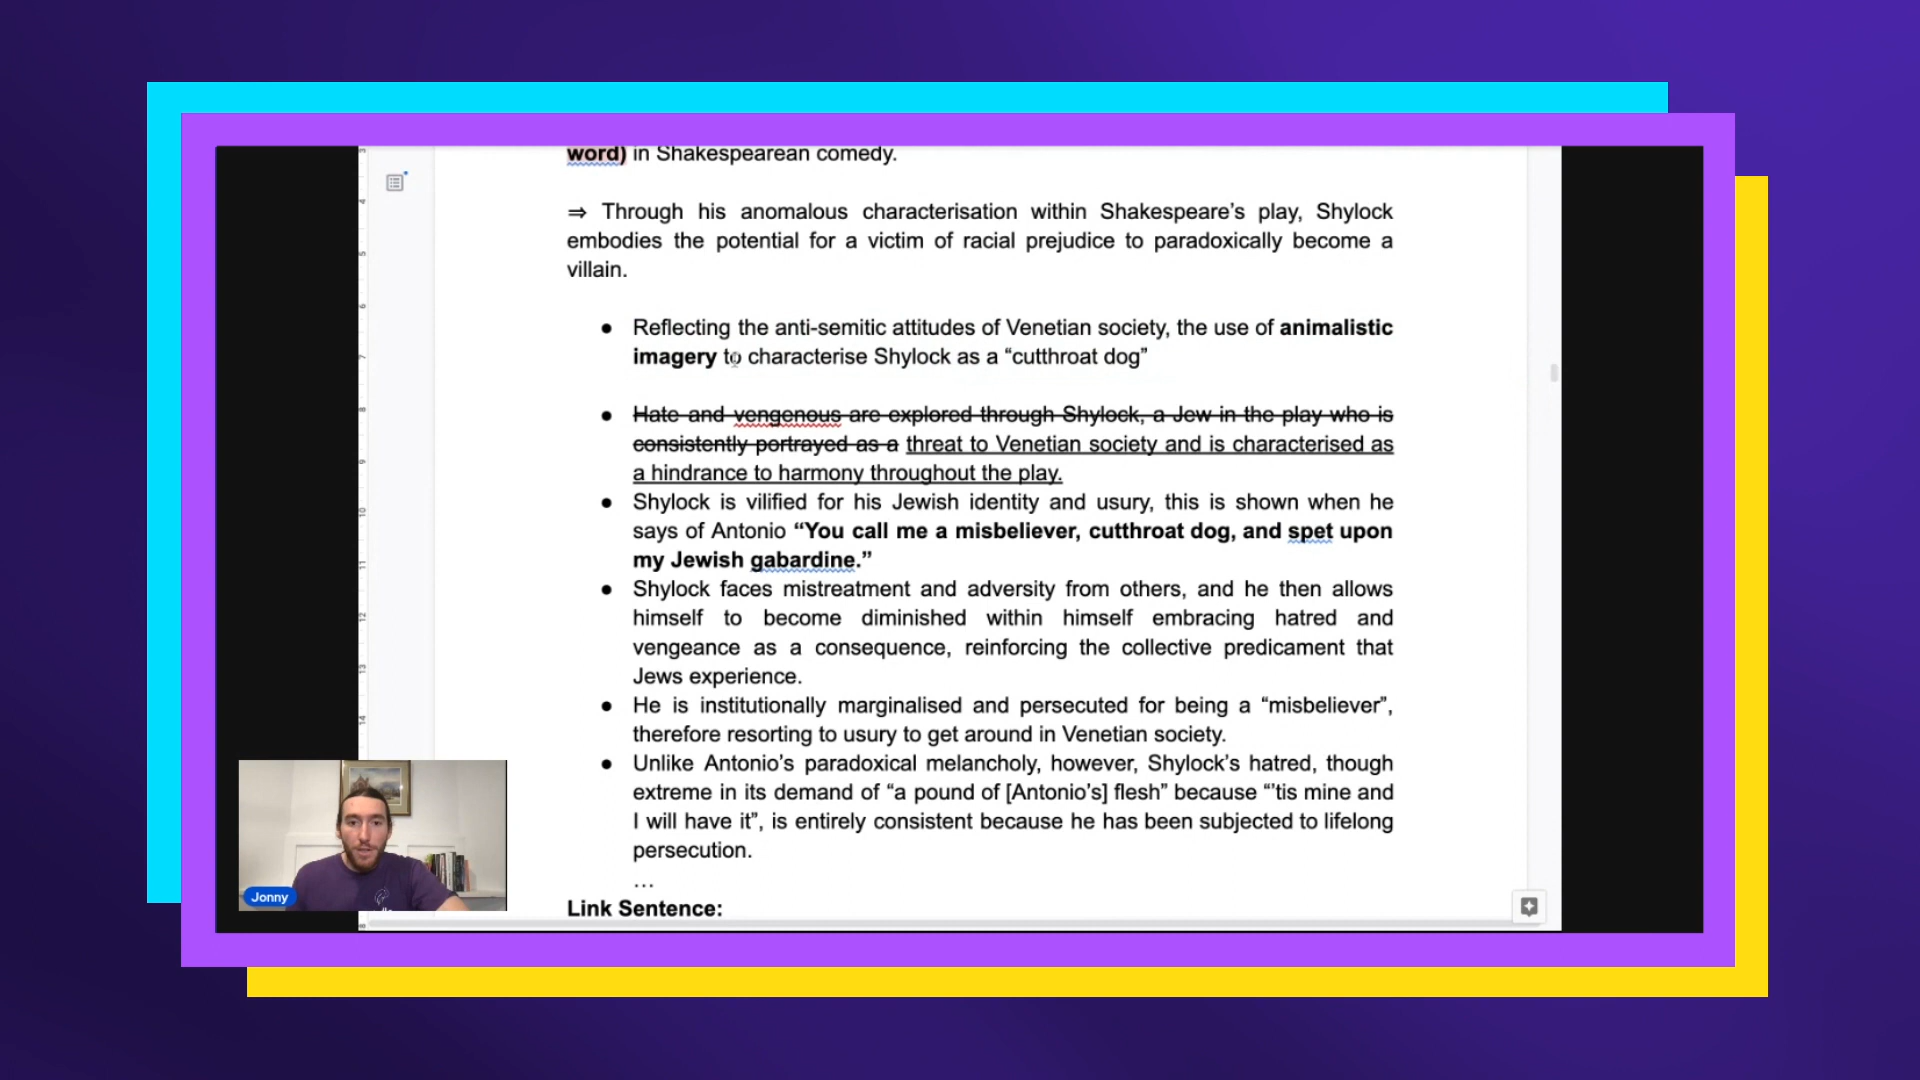 word) in Shakespearean comedy.
⇒ Through his anomalous characterisation within Shakespeare’s play, Shylock
embodies the potential for a victim of racial prejudice to paradoxically become a
villain.
● Reflecting the anti-semitic attitudes of Venetian society, the use of animalistic
imagery to characterise Shylock as a “cutthroat dog”
● Hate and vengenous are explored through Shylock, a Jew in the play who is
consistently portrayed as a threat to Venetian society and is characterised as
a hindrance to harmony throughout the play.
● Shylock is vilified for his Jewish identity and usury, this is shown when he
says of Antonio “You call me a misbeliever, cutthroat dog, and spet upon
my Jewish gabardine.”
● Shylock faces mistreatment and adversity from others, and he then allows
himself to become diminished within himself embracing hatred and
vengeance as a consequence, reinforcing the collective predicament that
Jews experience.
● He is institutionally marginalised and persecuted for being a “misbeliever”,
therefore resorting to usury to get around in Venetian society.
● Unlike Antonio’s paradoxical melancholy, however, Shylock’s hatred, though
extreme in its demand of “a pound of [Antonio’s] flesh” because “’tis mine and
I will have it”, is entirely consistent because he has been subjected to lifelong
persecution.
…
Link Sentence:
Jonny